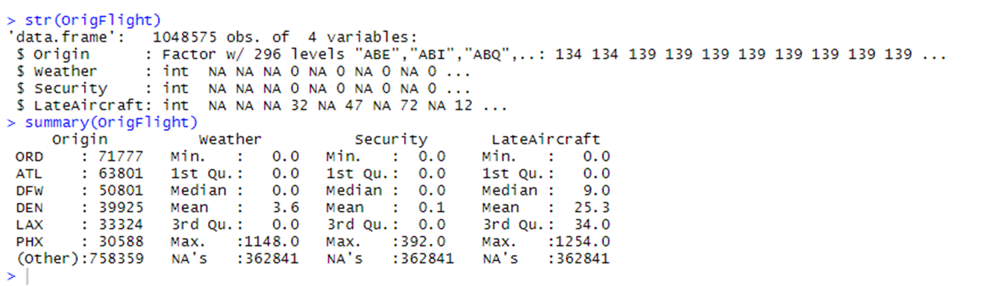 > str(OrigFlight)
'data.frame':   1048575 obs. of  4 variables:
 $ Origin      : Factor w/ 296 levels "ABE","ABI","ABQ",..: 134 134 139 139 139 139 139 139 139 139 ...
 $ Weather     : int  NA NA NA 0 NA 0 NA 0 NA 0 ...
 $ Security    : int  NA NA NA 0 NA 0 NA 0 NA 0 ...
 $ LateAircraft: int  NA NA NA 32 NA 47 NA 72 NA 12 ...
> summary(OrigFlight)
     Origin          Weather          Security       LateAircraft
 ORD    : 71777   Min.   :   0.0   Min.   :  0.0    Min.   :   0.0
 ATL    : 63801   1st Qu.:   0.0   1st Qu.:  0.0    1st Qu.:   0.0
 DFW    : 50801   Median :   0.0   Median :  0.0    Median :   9.0
 DEN    : 39925   Mean   :   3.6   Mean   :  0.1    Mean   :  25.3
 LAX    : 33324   3rd Qu.:   0.0   3rd Qu.:  0.0    3rd Qu.:  34.0
 PHX    : 30588   Max.   :1148.0   Max.   :392.0    Max.   :1254.0
 (Other):758359   NA's   :362841   NA's   :362841   NA's   :362841
>